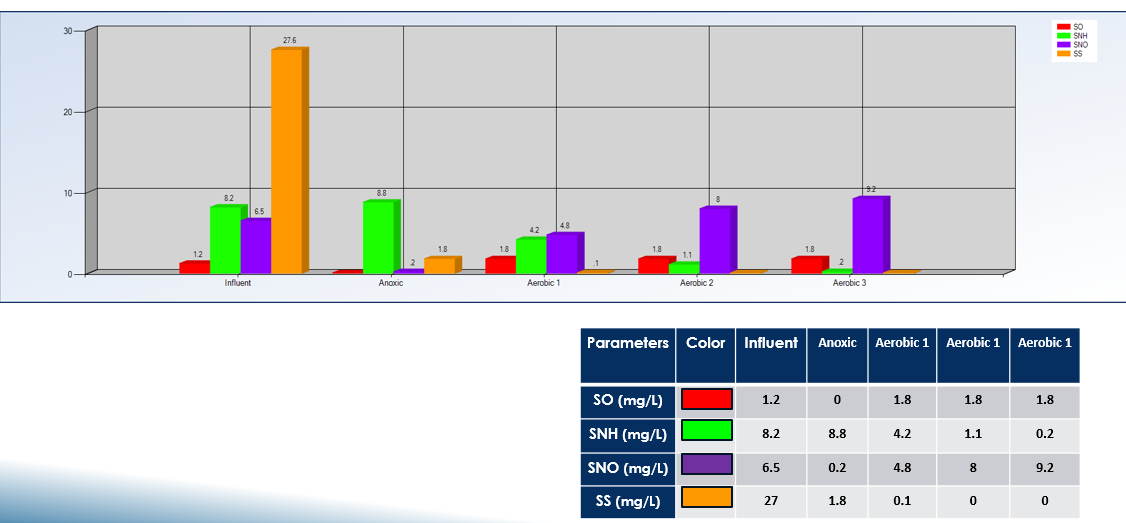 SO
SNH
SNO
SS
30
20
10
0
1.2
8.2
6.5
27.6
8.8
.2
1.8
1.8
4.2
4.8
.1
1.8
1.1
8
1.8
.2
9.2
Influent Anoxic Aerobic 1 Aerobic 2 Aerobic 3
Parameters Color Influent Anoxic Aerobic 1 Aerobic 1 Aerobic 1
SO (mg/L) 1.2 0 1.8 1.8 1.8
SNH (mg/L) 8.2 8.8 4.2 1.1 0.2
SNO (mg/L) 6.5 0.2 4.8 8 9.2
SS (mg/L) 27 1.8 0.1 0 0